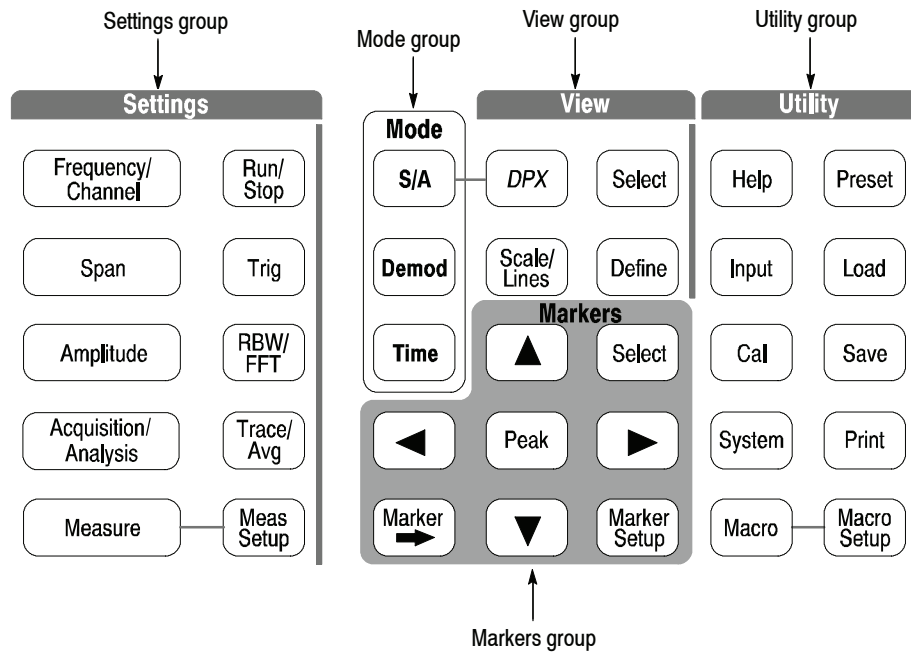 Settings group
Mode group
View group
Utility group
Settings
View
Utility
Mode
Frequency/
Channel
Run/
Stop
S/A
DPX
Select
Help
Preset
Span
Trig
Demod
Scale/
Lines
Define
Input
Load
Markers
Amplitude
RBW/
FFT
Time
Select
Cal
Save
Acquisition/
Analysis
Trace/
Avg
Peak
System
Print
Measure
Meas
Setup
Marker
Marker
Setup
Macro
Macro
Setup
Markers group